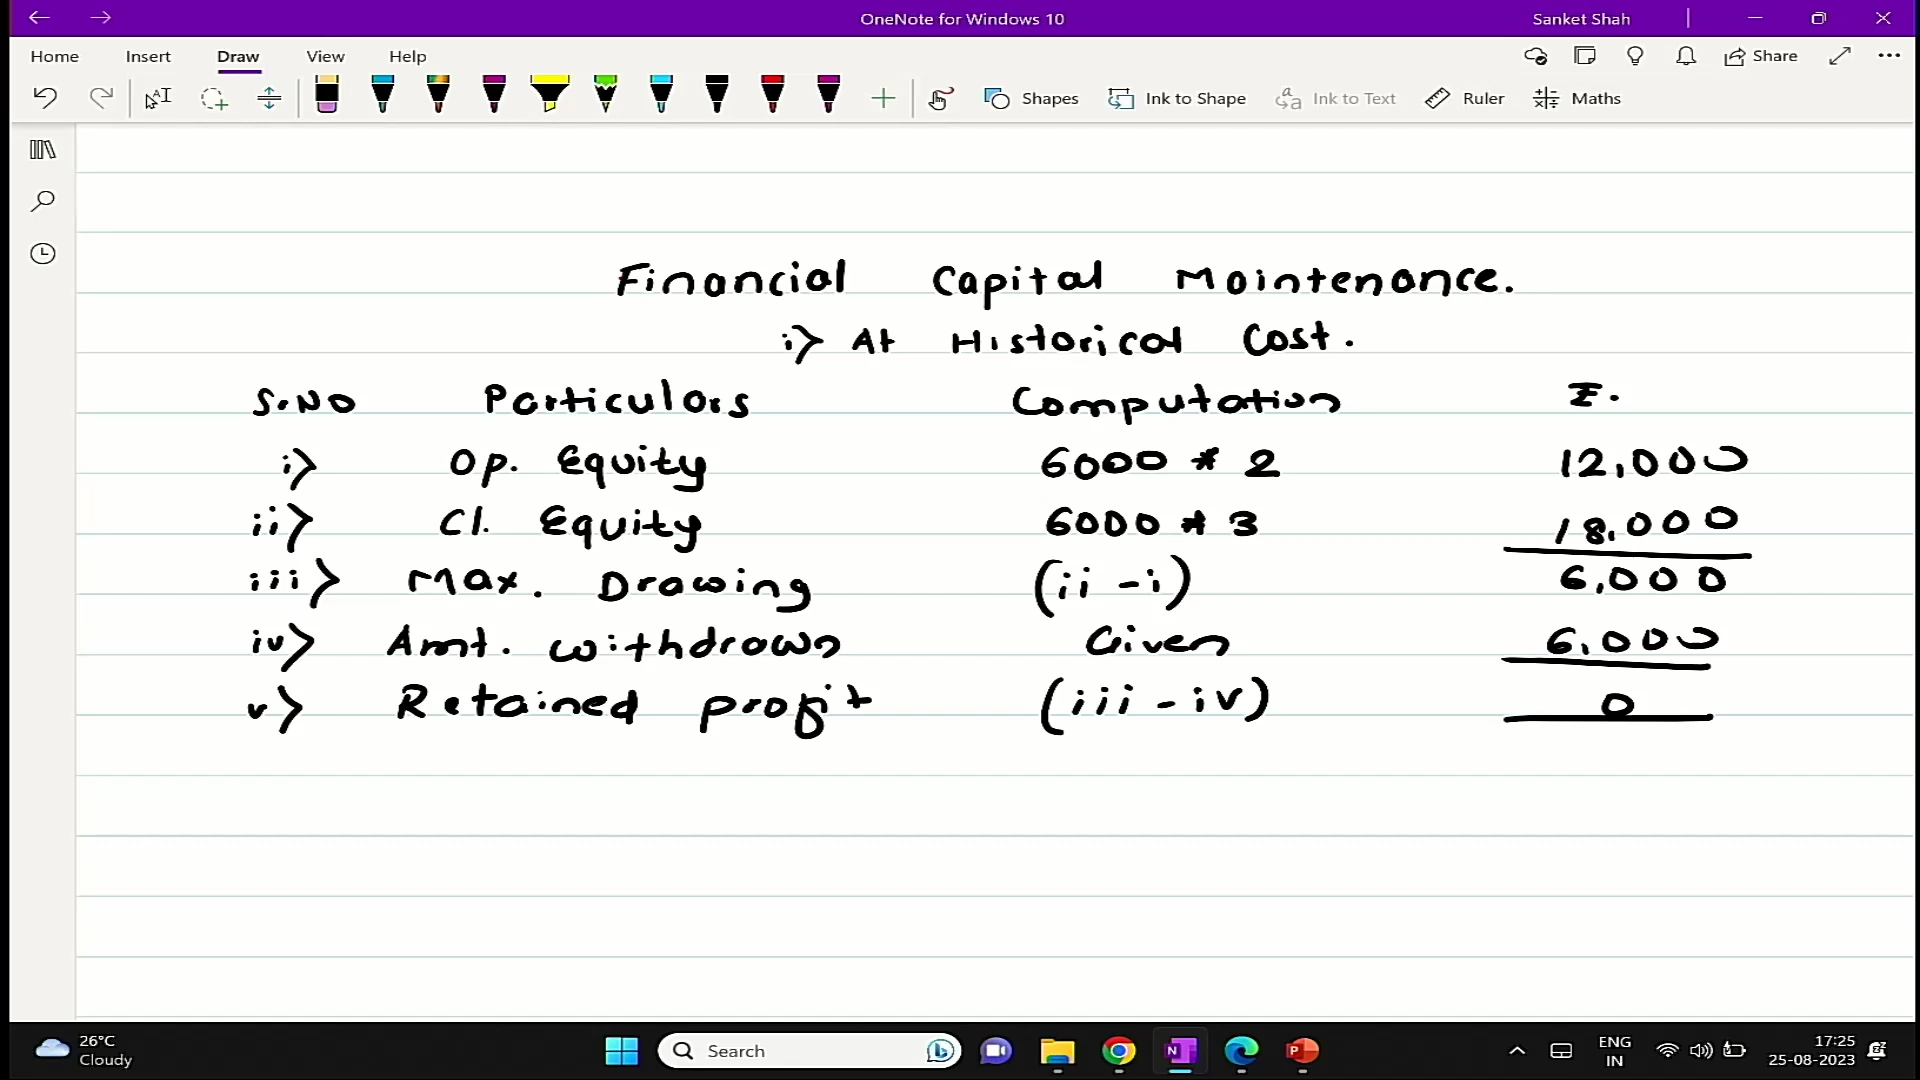 OneNote for Windows 10
Sanket Shah
Home Insert Draw View Help
Share
Shapes Ink to Shape Ink to Text Ruler Maths
Financial Capital Maintenance.
i> At Historical Cost.
Sr.No Particulars Computation I.
i> Op. Equity 6000 * 2 12,000
ii> Cl. Equity 6000 * 3 18,000
iii> Max. Drawing (ii - i) 6,000
iv> Amt. withdrawn Given 6,000
v> Retained profit (iii - iv) 0
26°C
Cloudy
Search
ENG
IN
17:25
25-08-2023